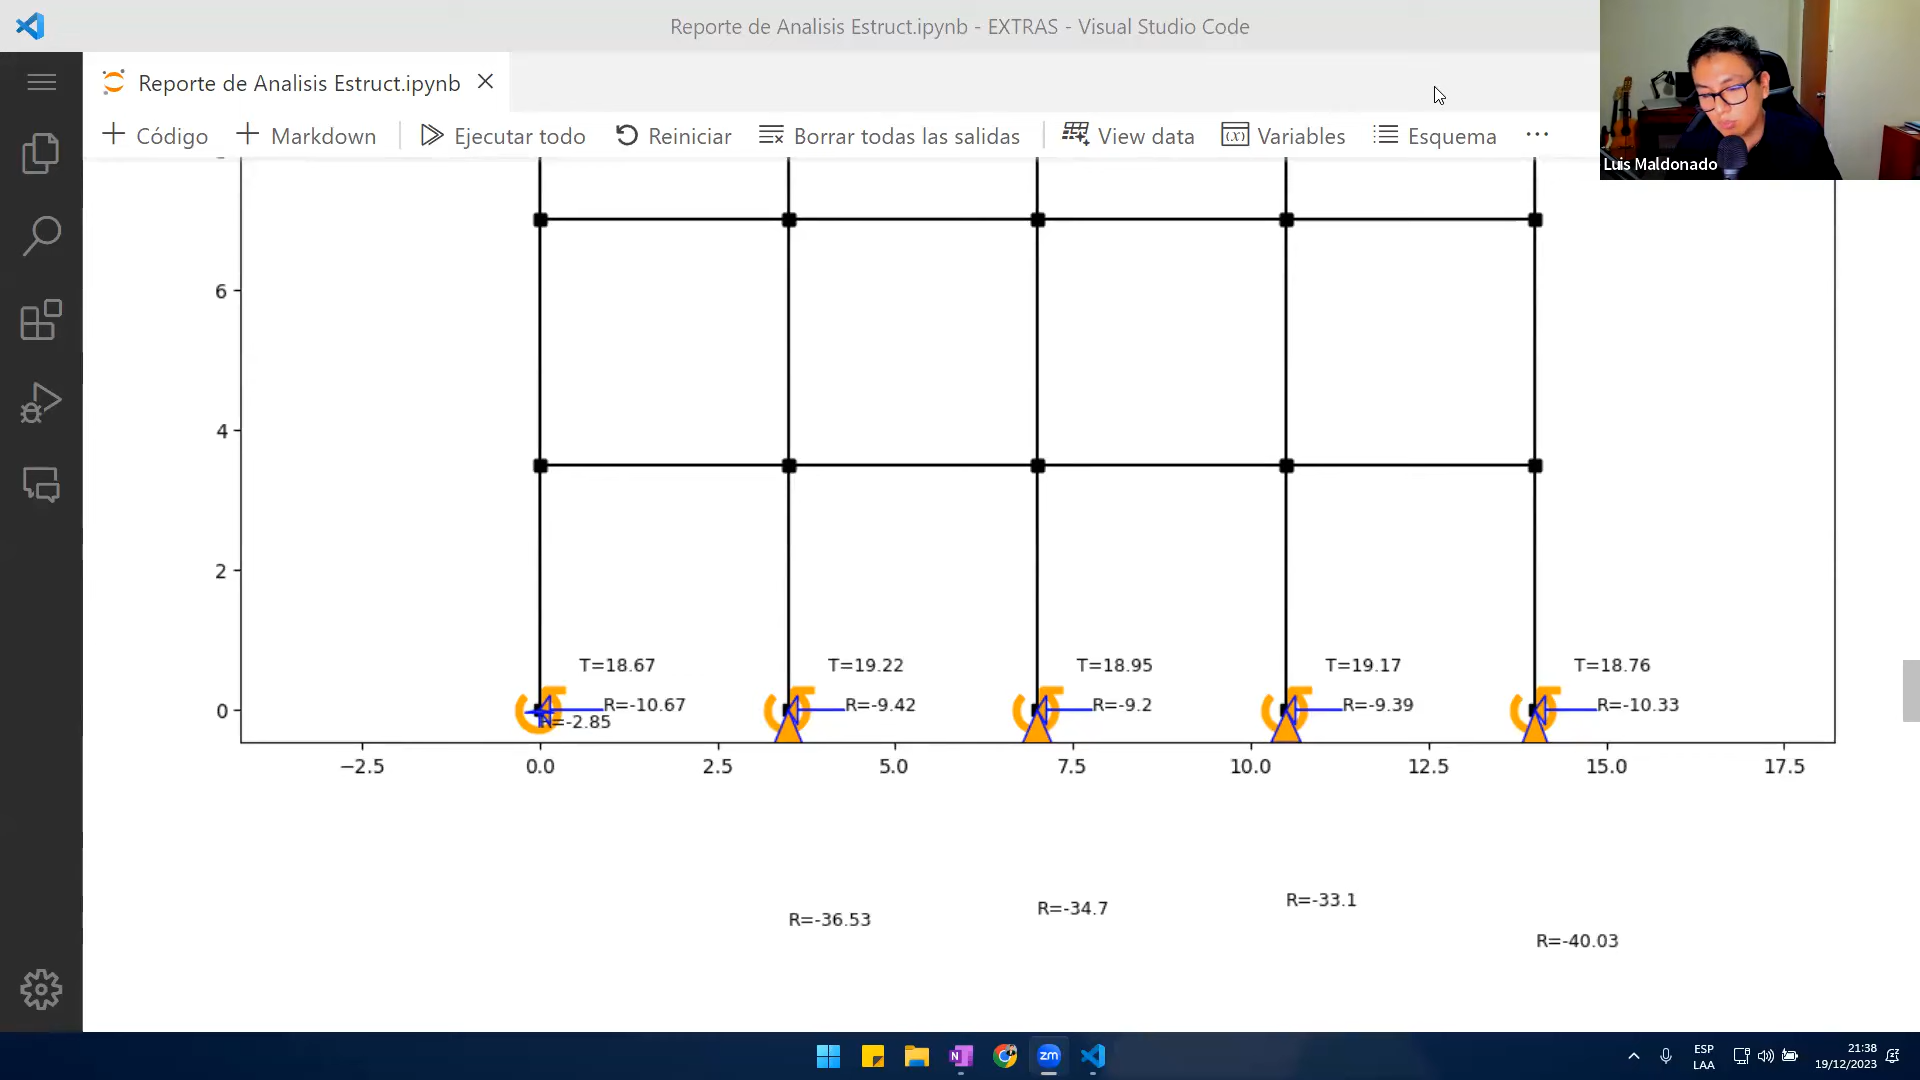 Reporte de Analisis Estruct.ipynb - EXTRAS - Visual Studio Code
Reporte de Analisis Estruct.ipynb
Código
Markdown
Ejecutar todo
Reiniciar
Borrar todas las salidas
View data
Variables
Esquema
Luis Maldonado
6
4
2
0
T=18.67
T=19.22
T=18.95
T=19.17
T=18.76
R=-10.67
R=-9.42
R=-9.2
R=-9.39
R=-10.33
R=-2.85
−2.5
0.0
2.5
5.0
7.5
10.0
12.5
15.0
17.5
R=-36.53
R=-34.7
R=-33.1
R=-40.03
N
zm
ESP
LAA
21:38
19/12/2023